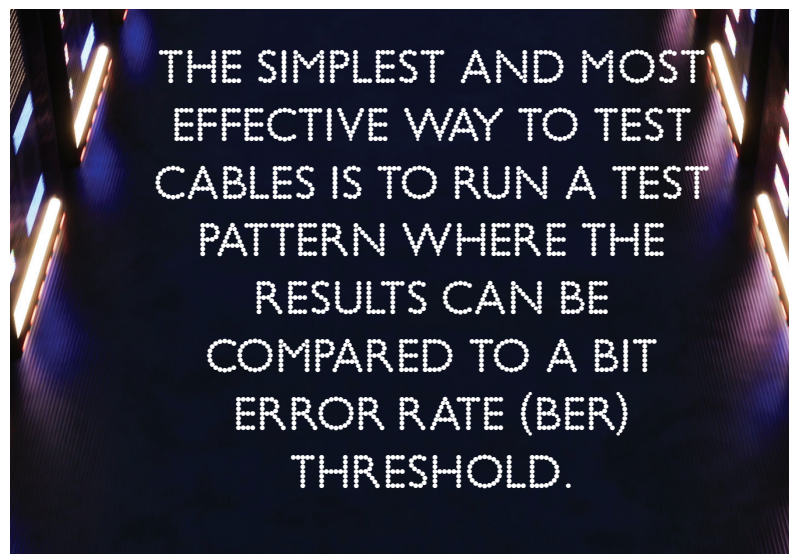 THE SIMPLEST AND MOST
EFFECTIVE WAY TO TEST
CABLES IS TO RUN A TEST
PATTERN WHERE THE
RESULTS CAN BE
COMPARED TO A BIT
ERROR RATE (BER)
THRESHOLD.